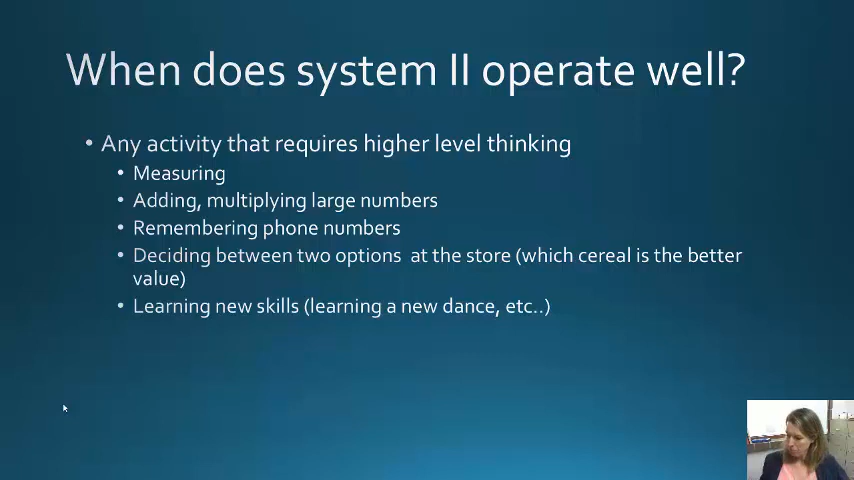 When does system II operate well?
• Any activity that requires higher level thinking
• Measuring
• Adding, multiplying large numbers
• Remembering phone numbers
• Deciding between two options at the store (which cereal is the better
value)
• Learning new skills (learning a new dance, etc..)